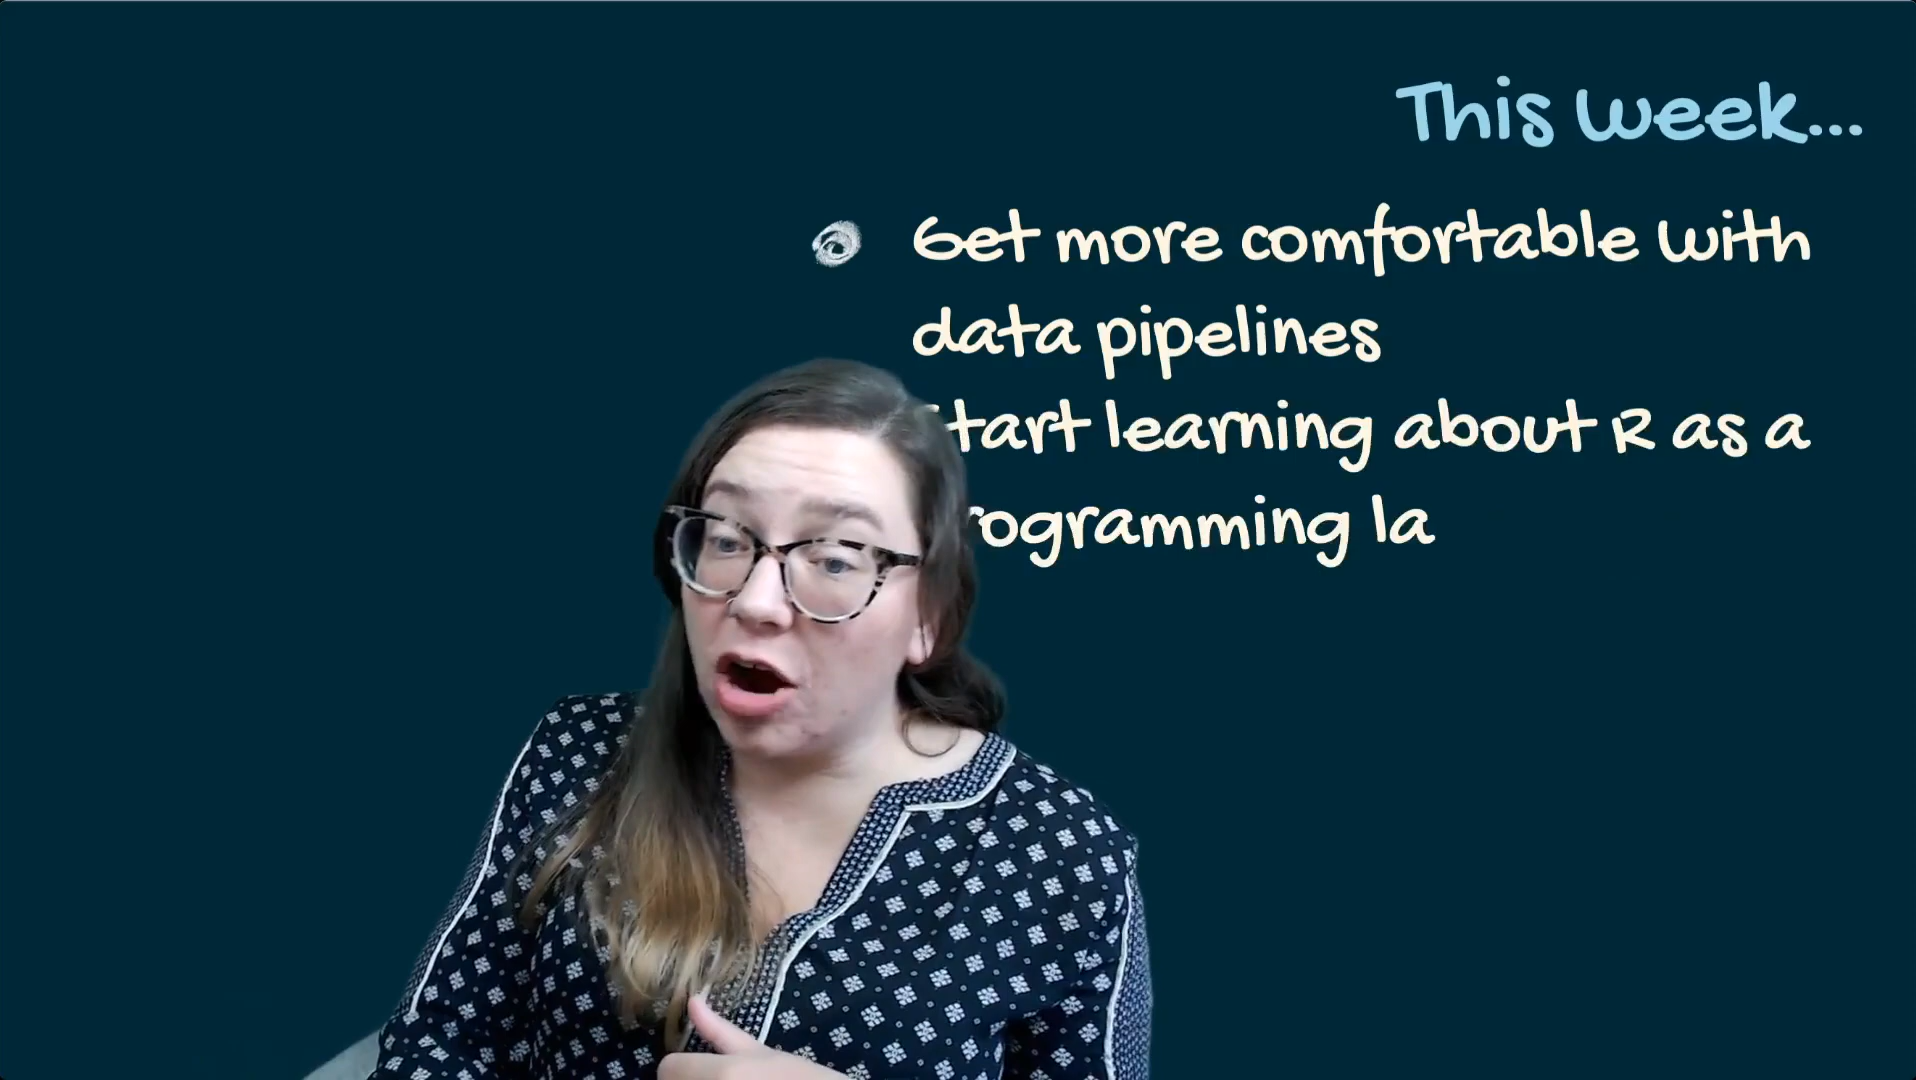 This week...
Get more comfortable with
data pipelines
tart learning about R as a
rogramming la